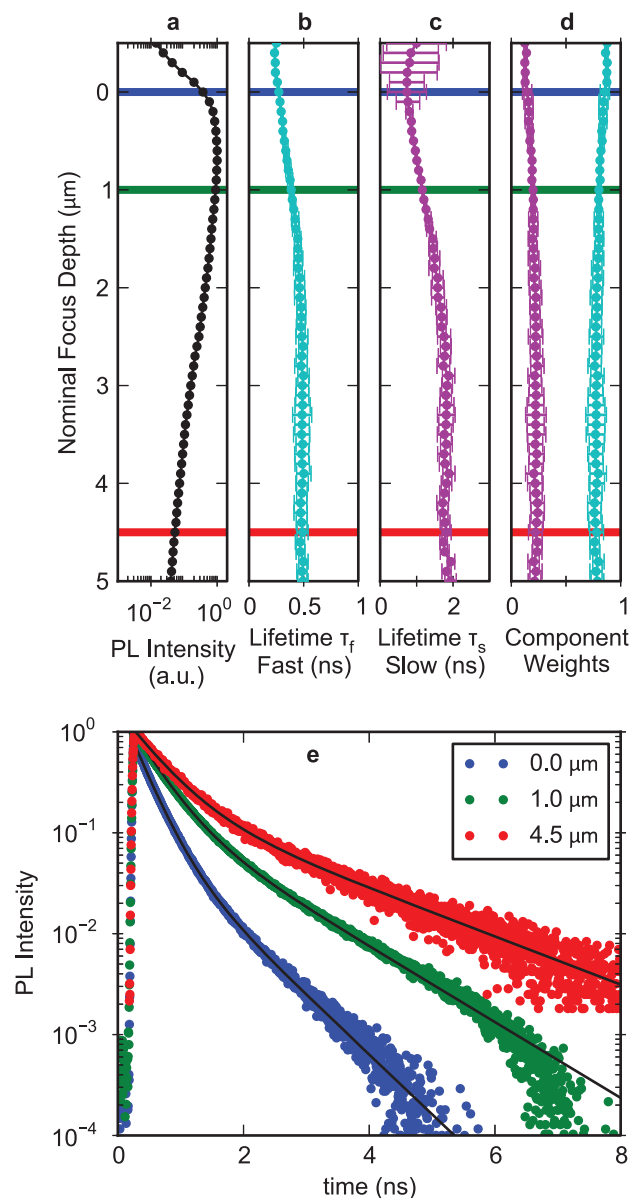 a b c d
Nominal Focus Depth (μm)
0
1
2
3
4
5
10⁻² 10⁰ 0 0.5 1 0 2 0 1
PL Intensity
(a.u.)
Lifetime τf
Fast (ns)
Lifetime τs
Slow (ns)
Component
Weights
e
0.0 μm
1.0 μm
4.5 μm
PL Intensity
10⁰
10⁻¹
10⁻²
10⁻³
10⁻⁴
0 2 4 6 8
time (ns)